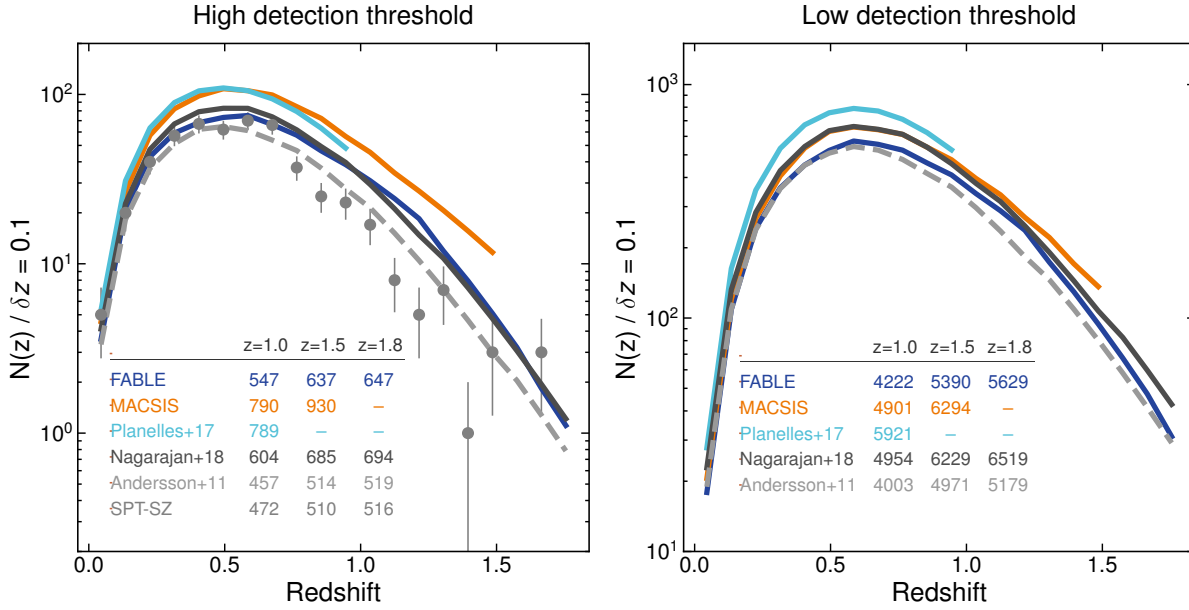 High detection threshold
N(z) / δz = 0.1
10²
10¹
10⁰
z=1.0 z=1.5 z=1.8
FABLE 547 637 647
MACSIS 790 930 –
Planelles+17 789 – –
Nagarajan+18 604 685 694
Andersson+11 457 514 519
SPT-SZ 472 510 516
0.0 0.5 1.0 1.5
Redshift
Low detection threshold
N(z) / δz = 0.1
10³
10²
10¹
z=1.0 z=1.5 z=1.8
FABLE 4222 5390 5629
MACSIS 4901 6294 –
Planelles+17 5921 – –
Nagarajan+18 4954 6229 6519
Andersson+11 4003 4971 5179
0.0 0.5 1.0 1.5
Redshift